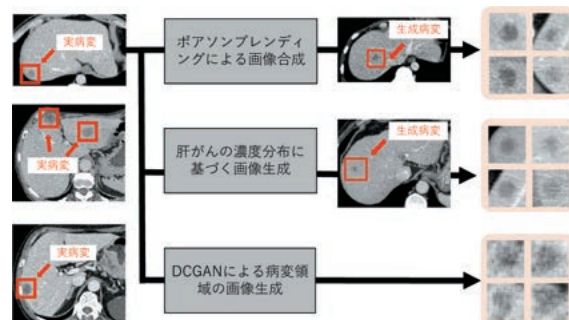 実病変
ポアソンブレンディ
ングによる画像合成
生成病変
実病変
肝がんの濃度分布に
基づく画像生成
生成病変
実病変
DCGANによる病変領
域の画像生成